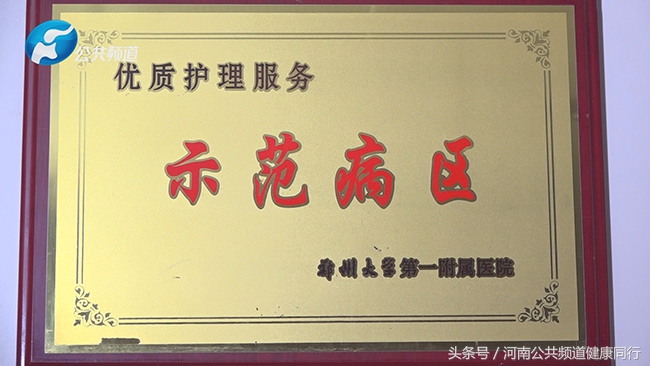 公共频道
优质护理服务
示范病区
郑州大学第一附属医院
头条号／河南公共频道健康同行